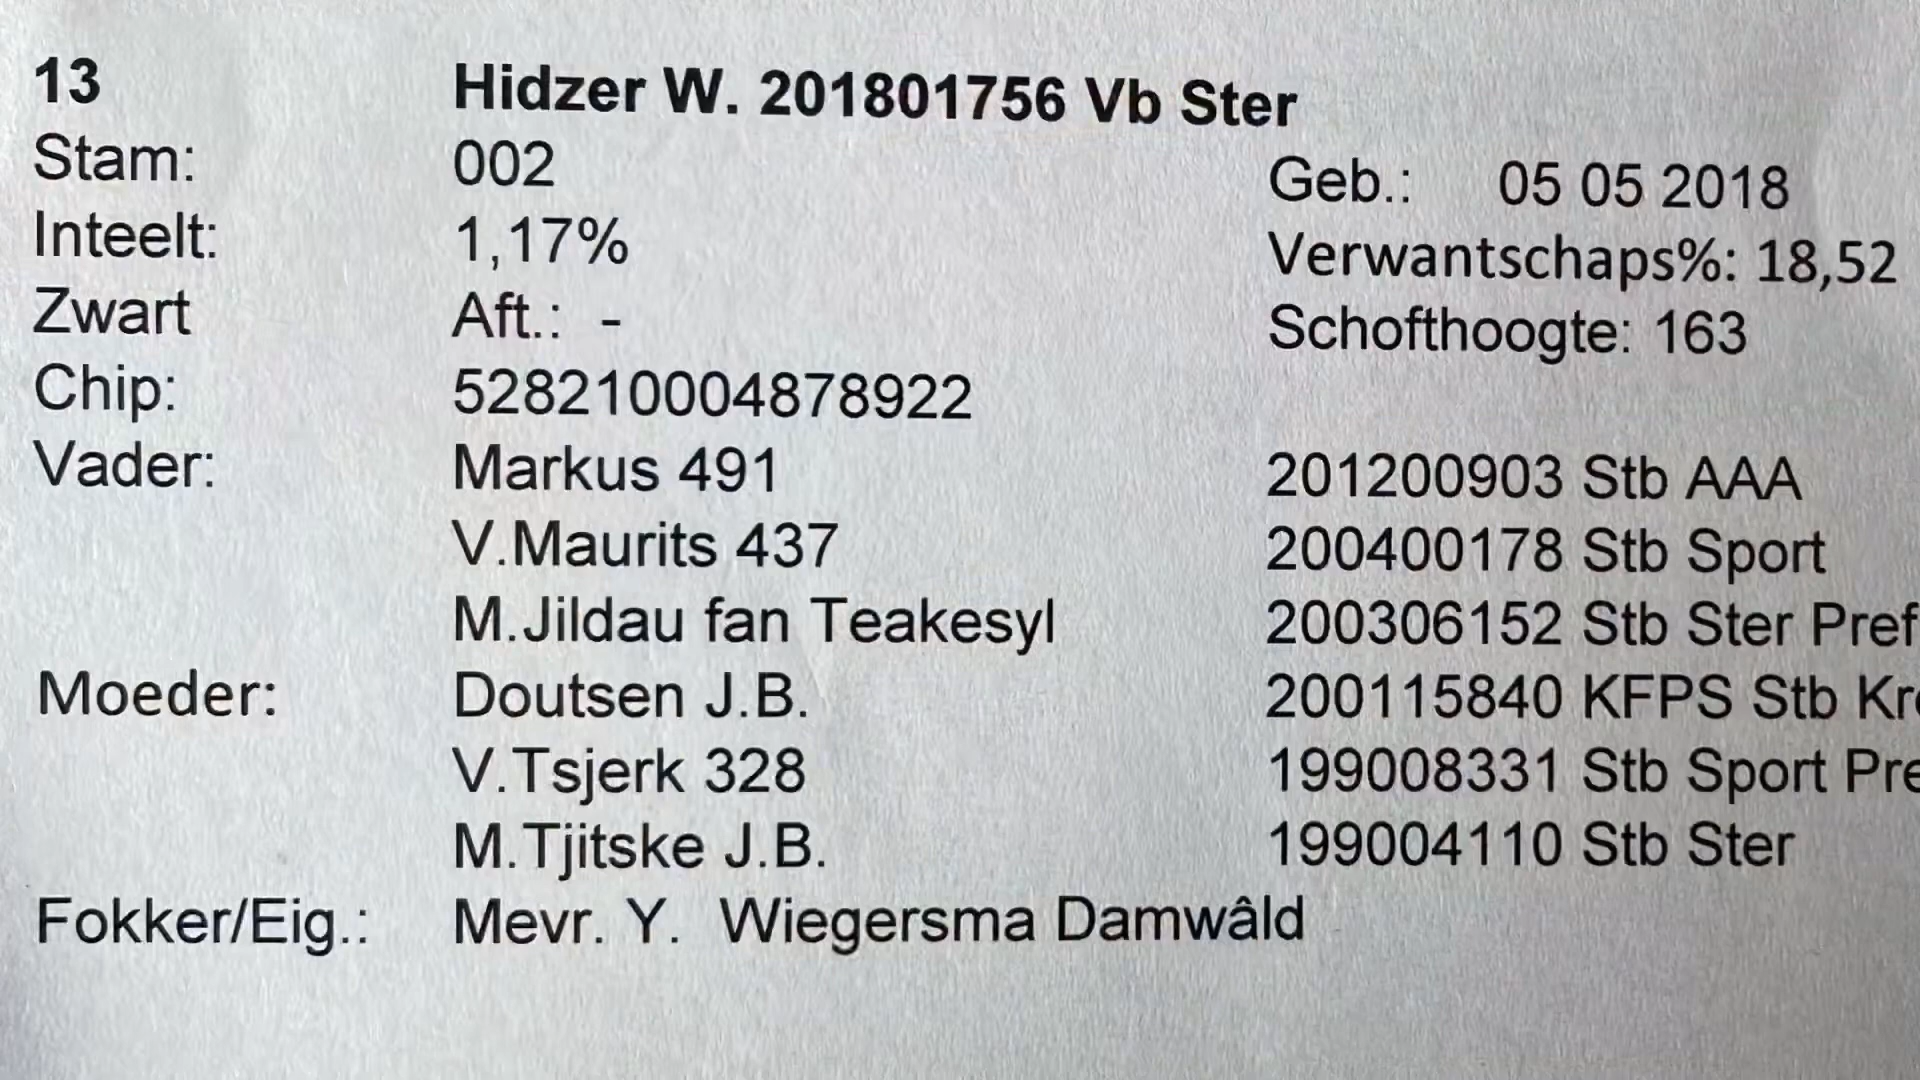 13 Hidzer W. 201801756 Vb Ster
Stam: 002 Geb.: 05 05 2018
Inteelt: 1,17% Verwantschaps%: 18,52
Zwart Aft.: - Schofthoogte: 163
Chip: 528210004878922
Vader: Markus 491 201200903 Stb AAA
V.Maurits 437 200400178 Stb Sport
M.Jildau fan Teakesyl 200306152 Stb Ster Pref
Moeder: Doutsen J.B. 200115840 KFPS Stb
V.Tsjerk 328 199008331 Stb Sport
M.Tjitske J.B. 199004110 Stb Ster
Fokker/Eig.: Mevr. Y. Wiegersma Damwâld